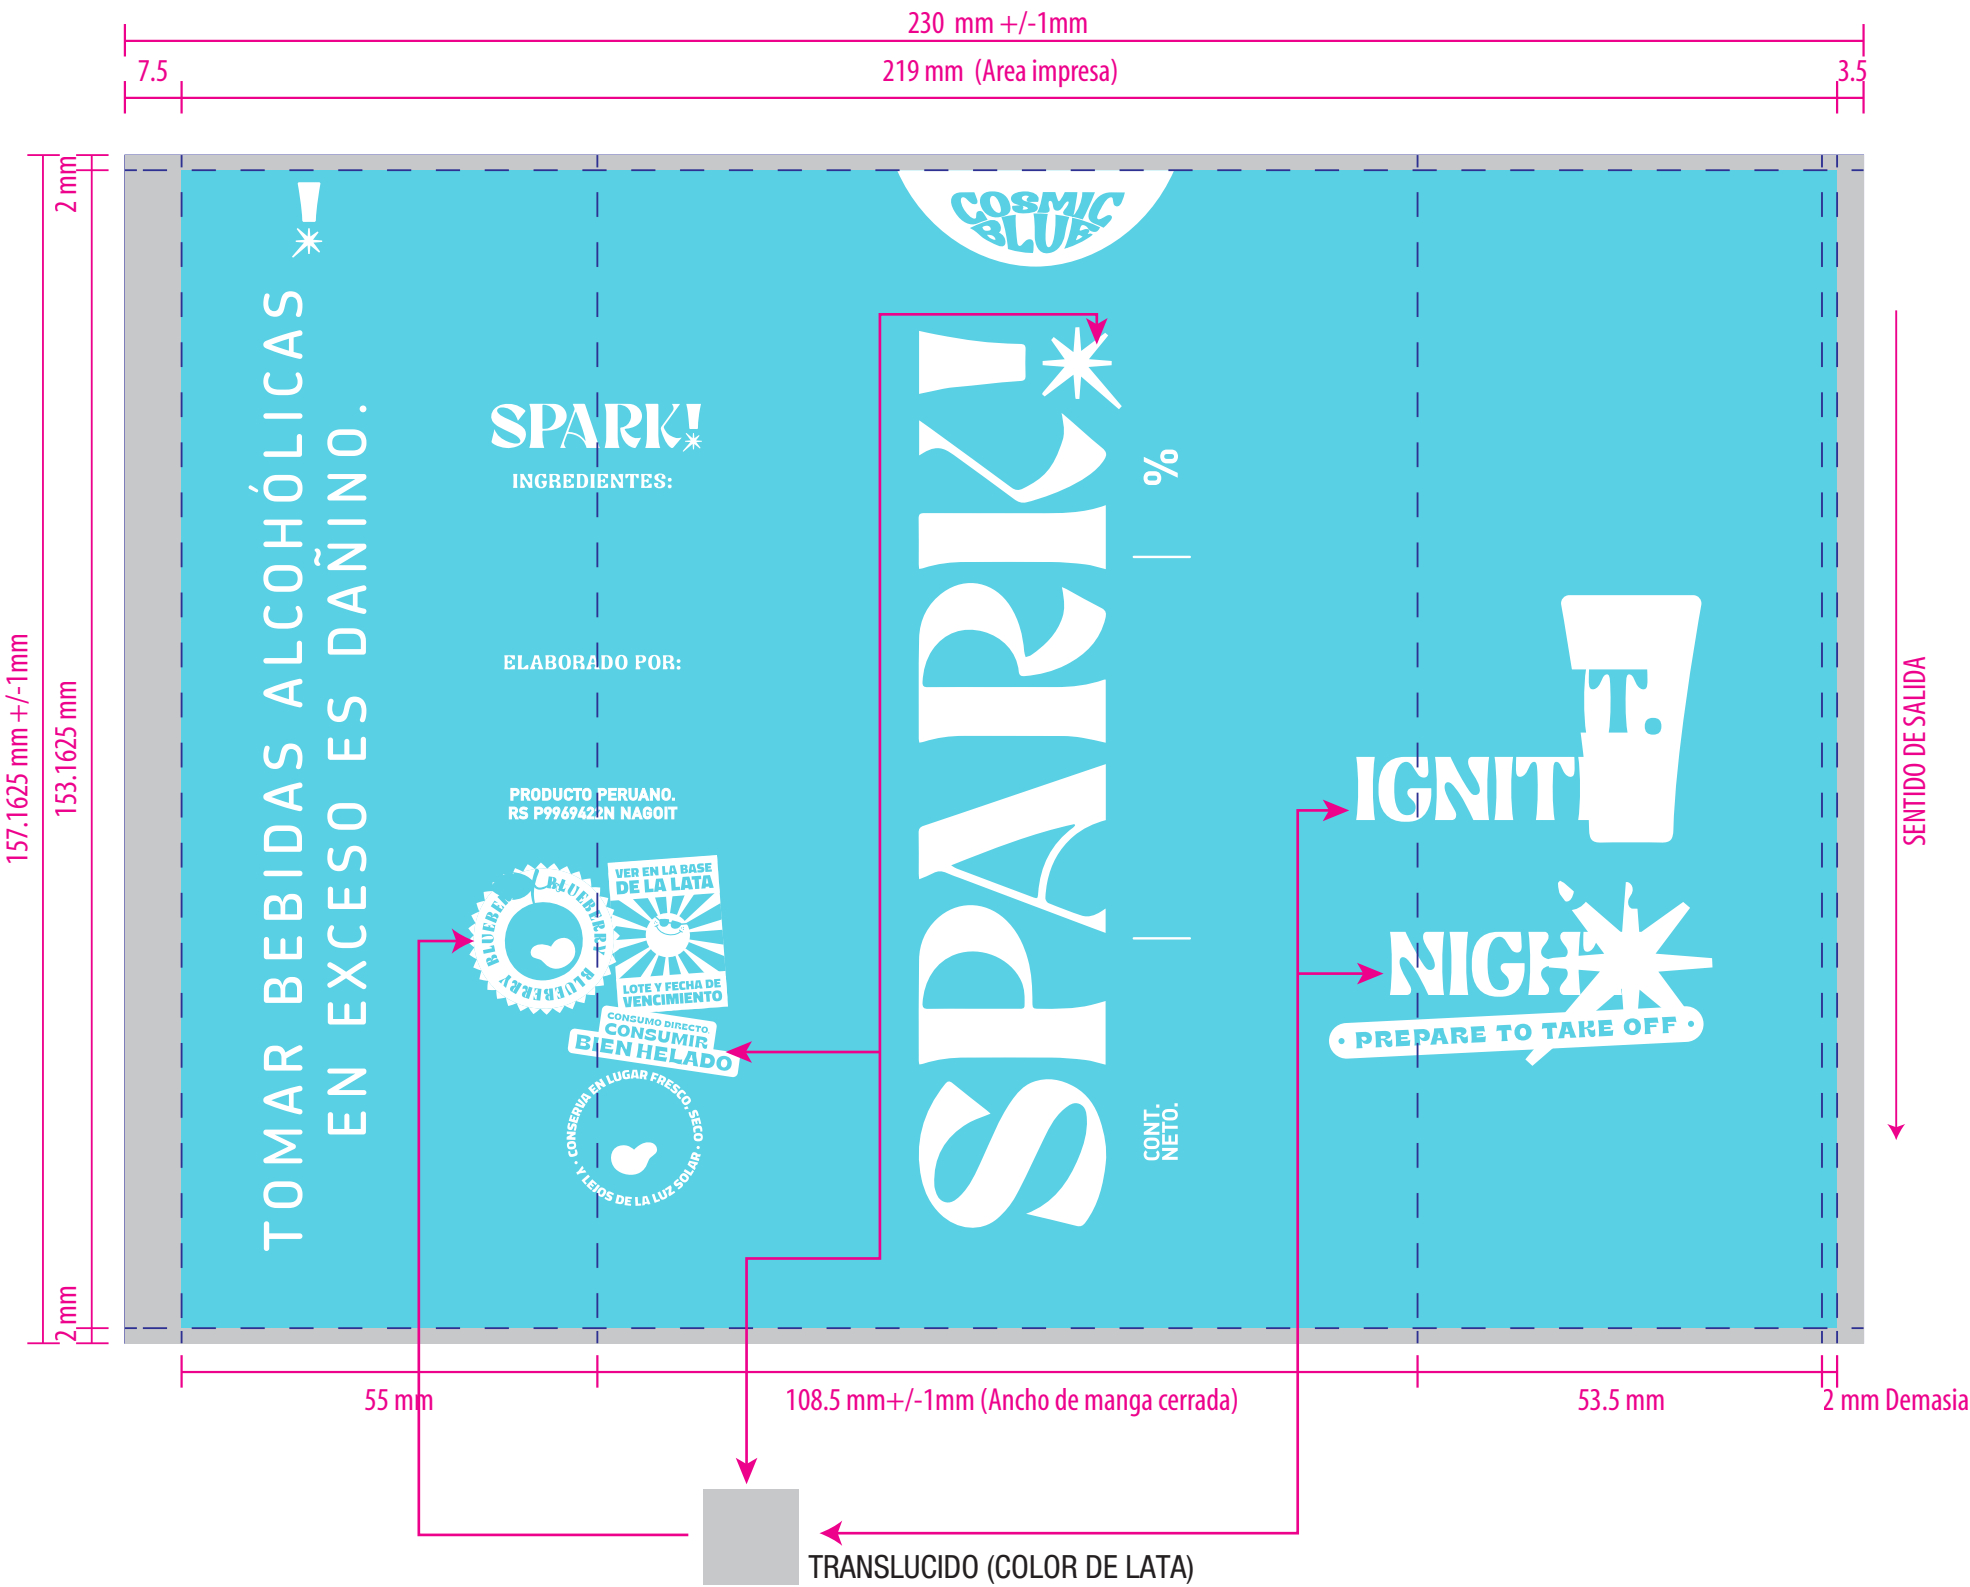 230 mm +/-1mm
7.5
219 mm (Area impresa)
3.5
2 mm
157.1625 mm +/-1mm
153.1625 mm
2 mm
TOMAR BEBIDAS ALCOHÓLICAS
EN EXCESO ES DAÑINO.
!
SPARK!
INGREDIENTES:
ELABORADO POR:
PRODUCTO PERUANO.
RS P9969422N NAGOIT
BLUEBERRY BLUEBERRY BLUEBERRY
VER EN LA BASE
DE LA LATA
LOTE Y FECHA DE
VENCIMIENTO
CONSUMO DIRECTO.
CONSUMIR
BIEN HELADO
· CONSERVA EN LUGAR FRESCO, SECO ·
Y LEJOS DE LA LUZ SOLAR
COSMIC
BLUE
SPARK!
%
CONT.
NETO.
T.
IGNITE
NIGHT
· PREPARE TO TAKE OFF ·
SENTIDO DE SALIDA
55 mm
108.5 mm+/-1mm (Ancho de manga cerrada)
53.5 mm
2 mm Demasia
TRANSLUCIDO (COLOR DE LATA)